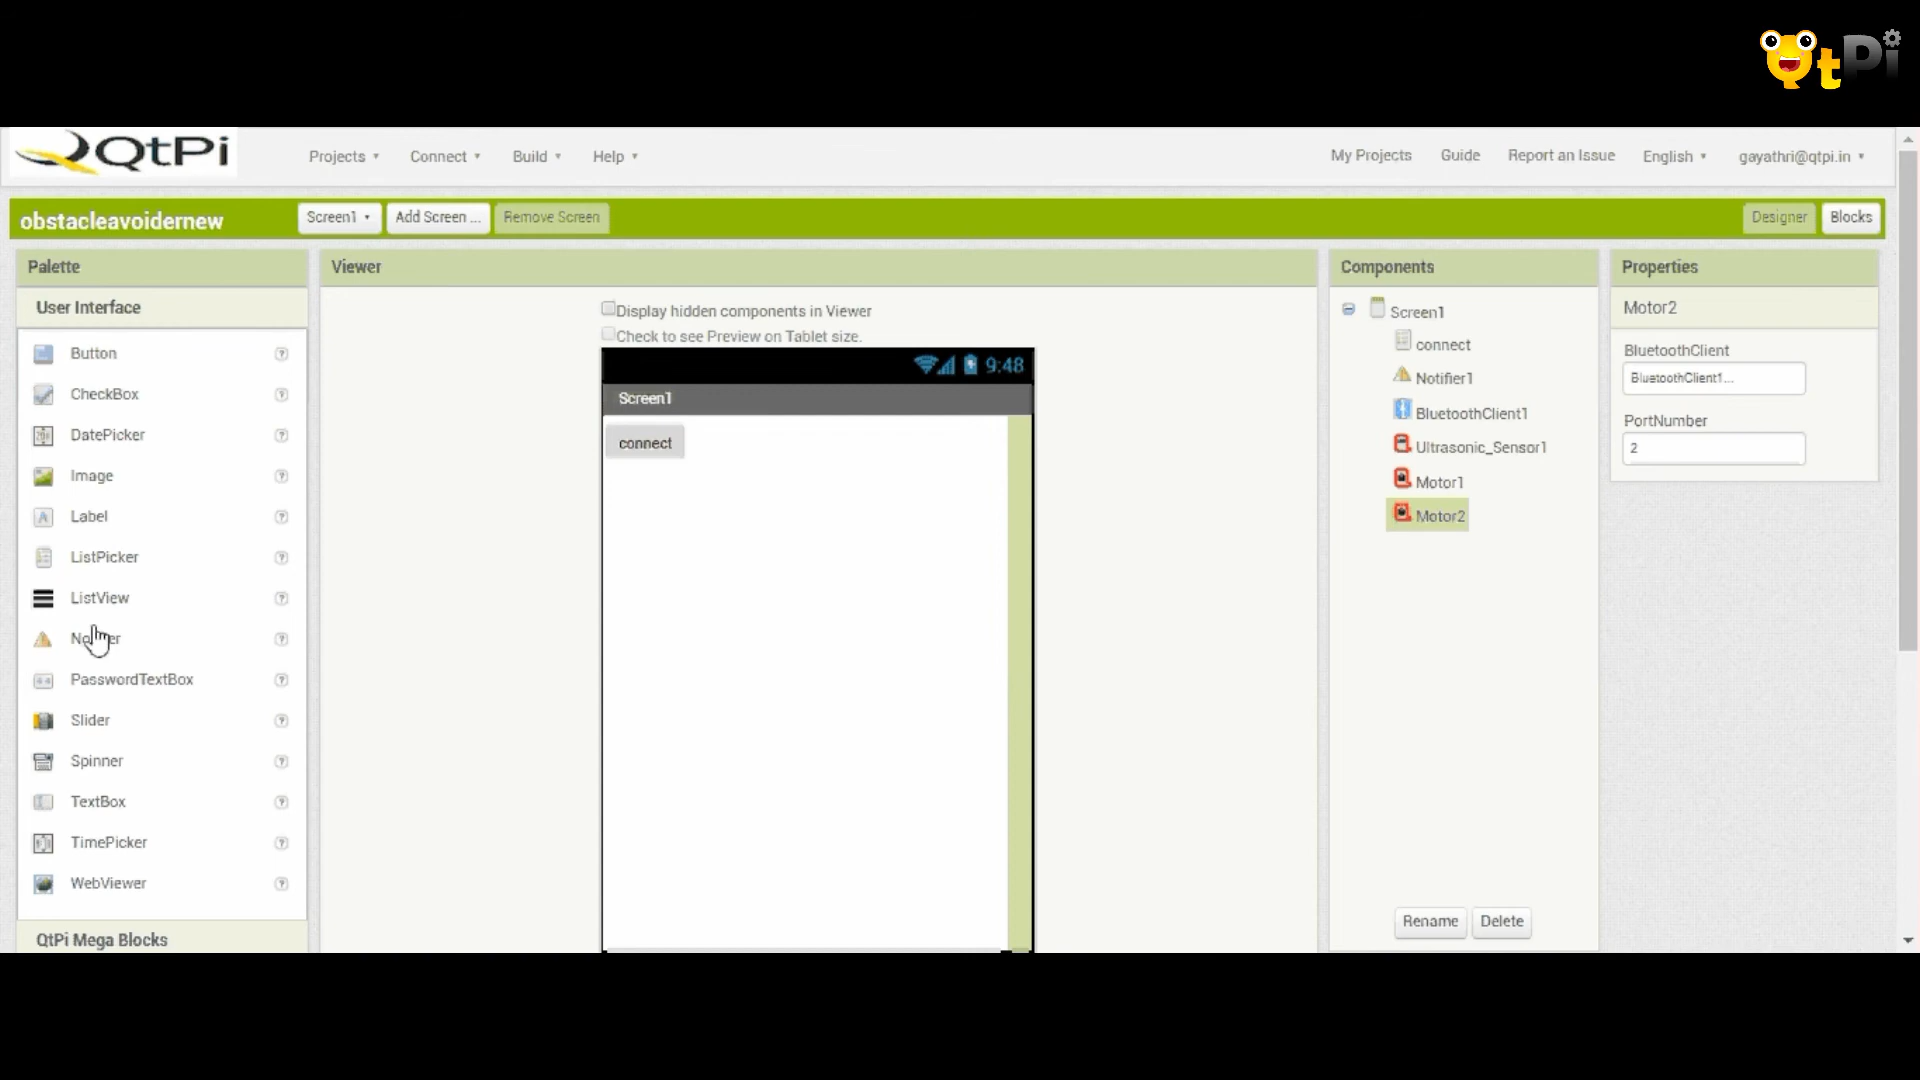 QtPi
QtPi
Projects
Connect
Build
Help
My Projects
Guide
Report an Issue
English
gayathri@qtpi.in
obstacleavoidernew
Screen1
Add Screen ...
Remove Screen
Designer
Blocks
Palette
User Interface
Button
CheckBox
DatePicker
Image
Label
ListPicker
ListView
PasswordTextBox
Slider
Spinner
TextBox
TimePicker
WebViewer
QtPi Mega Blocks
Viewer
Display hidden components in Viewer
Check to see Preview on Tablet size.
9:48
Screen1
connect
Components
Screen1
connect
Notifier1
BluetoothClient1
Ultrasonic_Sensor1
Motor1
Motor2
Rename
Delete
Properties
Motor2
BluetoothClient
BluetoothClient1...
PortNumber
2